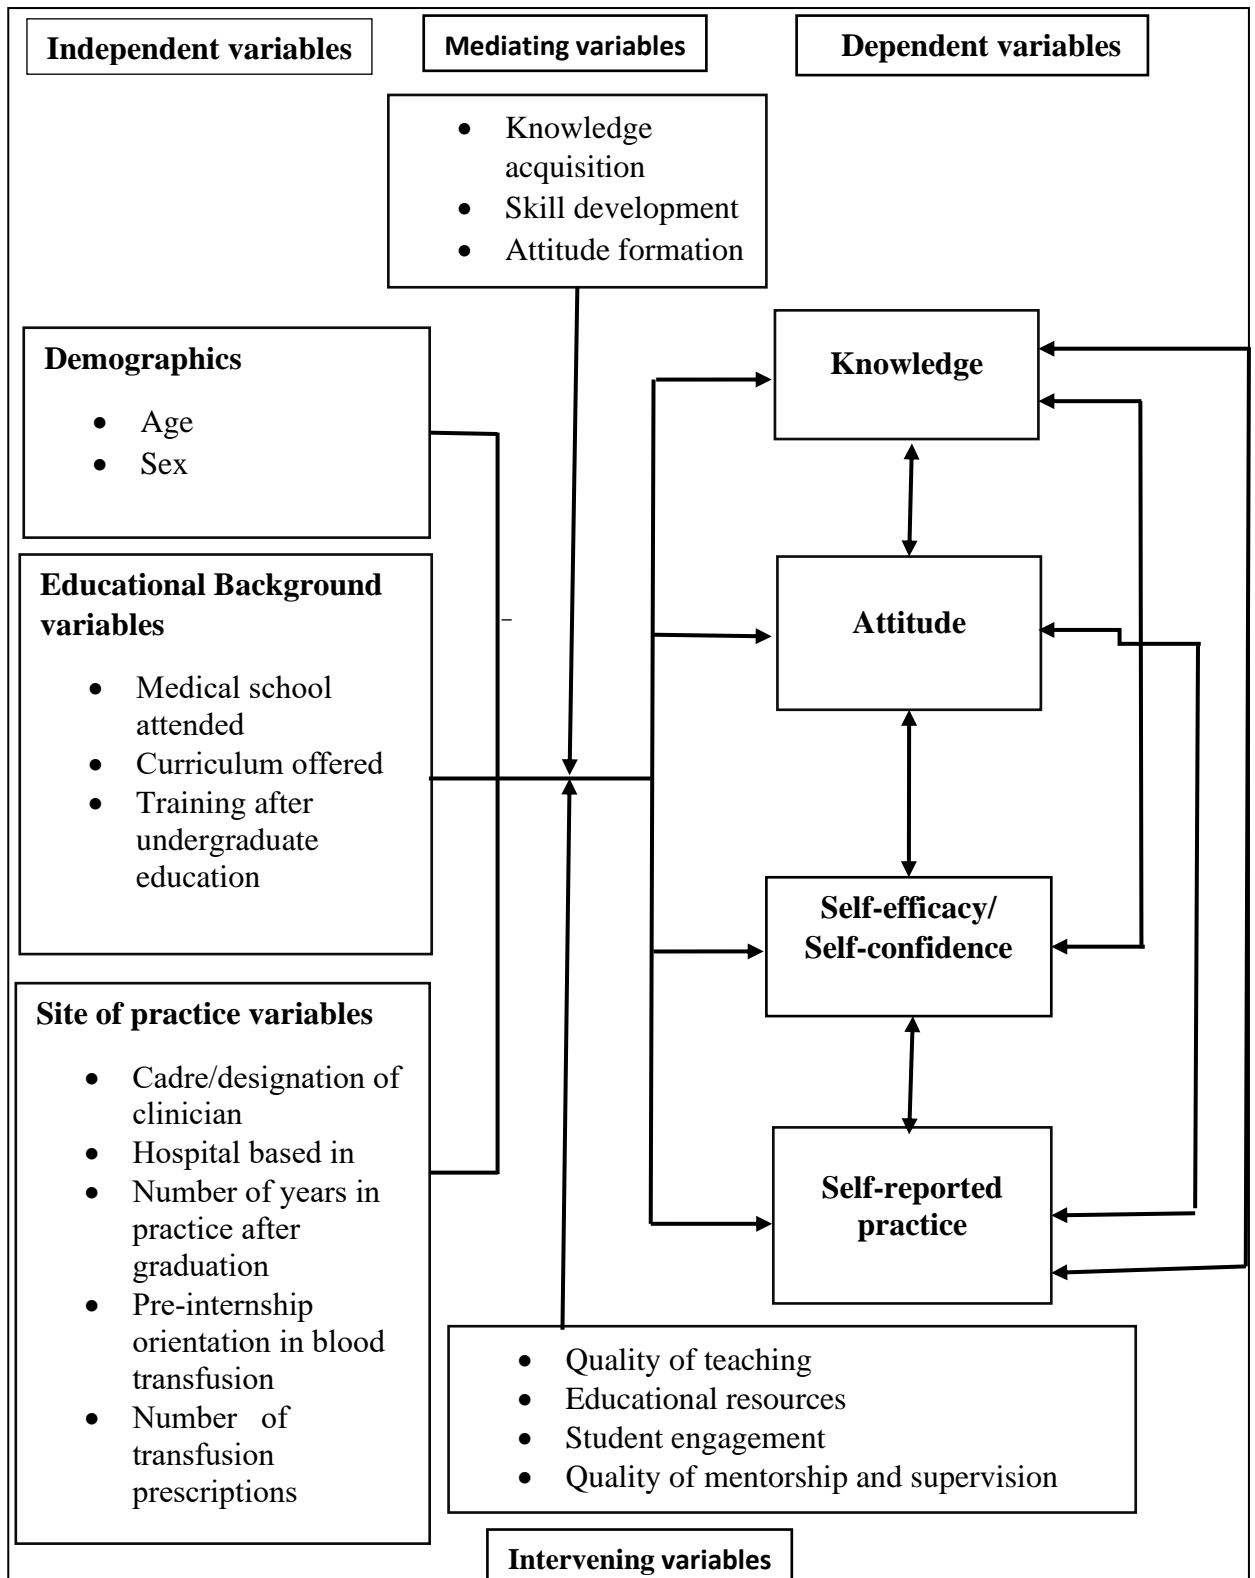 Independent variables
Mediating variables
Dependent variables
• Knowledge
acquisition
• Skill development
• Attitude formation
Demographics
• Age
• Sex
Educational Background
variables
• Medical school
attended
• Curriculum offered
• Training after
undergraduate
education
Site of practice variables
• Cadre/designation of
clinician
• Hospital based in
• Number of years in
practice after
graduation
• Pre-internship
orientation in blood
transfusion
• Number of
transfusion
prescriptions
Knowledge
Attitude
Self-efficacy/
Self-confidence
Self-reported
practice
• Quality of teaching
• Educational resources
• Student engagement
• Quality of mentorship and supervision
Intervening variables